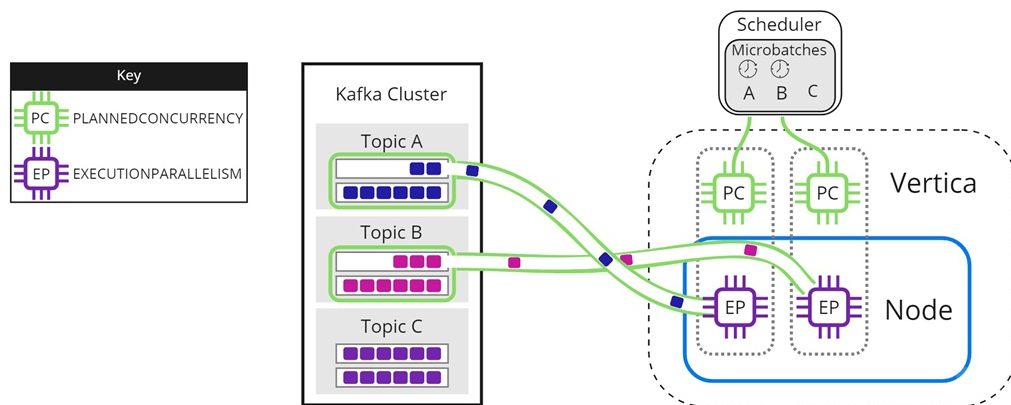 Key
PC PLANNEDCONCURRENCY
EP EXECUTIONPARALLELISM
Kafka Cluster
Topic A
Topic B
Topic C
Scheduler
Microbatches
A B C
PC PC
Vertica
EP EP
Node